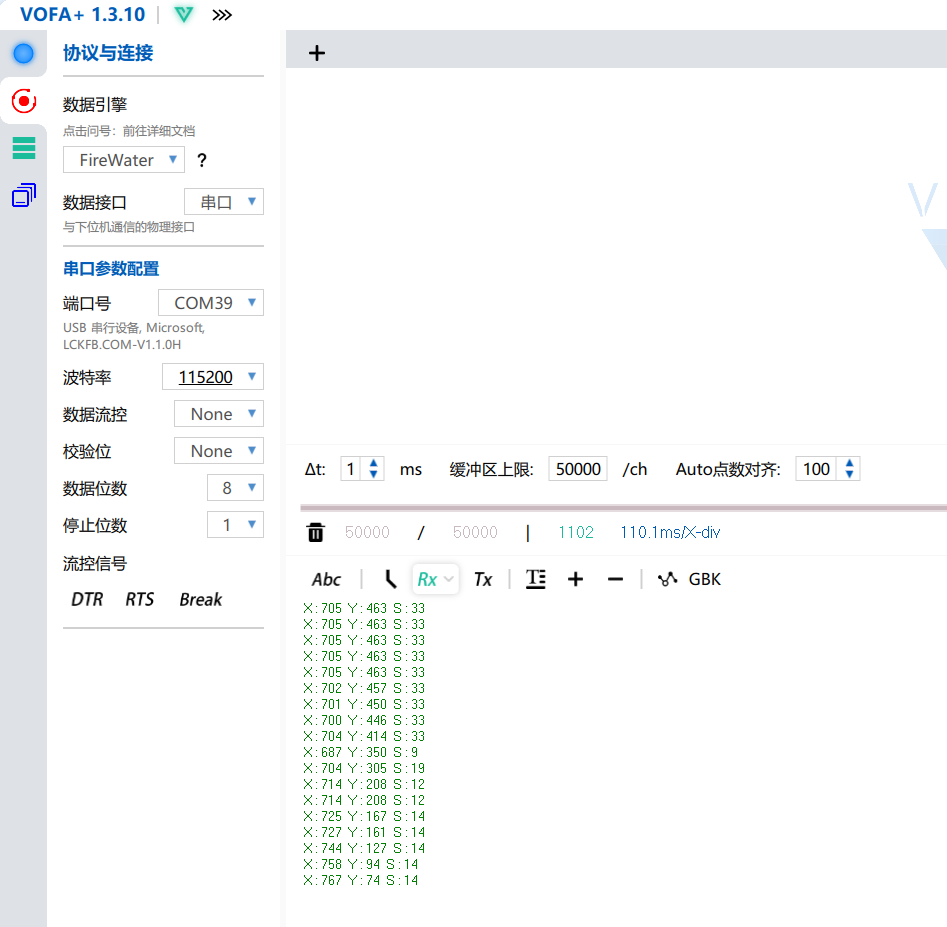 VOFA+ 1.3.10
协议与连接
数据引擎
点击问号：前往详细文档
FireWater ?
数据接口 串口
与下位机通信的物理接口
串口参数配置
端口号 COM39
USB 串行设备, Microsoft,
LCKFB.COM-V1.1.0H
波特率 115200
数据流控 None
校验位 None
数据位数 8
停止位数 1
流控信号
DTR RTS Break
+
V
Δt: 1 ms 缓冲区上限: 50000 /ch Auto点数对齐: 100
50000 / 50000 | 1102 110.1ms/X-div
Abc | Rx Tx | + − | GBK
X:705 Y:463 S:33
X:705 Y:463 S:33
X:705 Y:463 S:33
X:705 Y:463 S:33
X:705 Y:463 S:33
X:702 Y:457 S:33
X:701 Y:450 S:33
X:700 Y:446 S:33
X:704 Y:414 S:33
X:687 Y:350 S:9
X:704 Y:305 S:19
X:714 Y:208 S:12
X:714 Y:208 S:12
X:725 Y:167 S:14
X:727 Y:161 S:14
X:744 Y:127 S:14
X:758 Y:94 S:14
X:767 Y:74 S:14